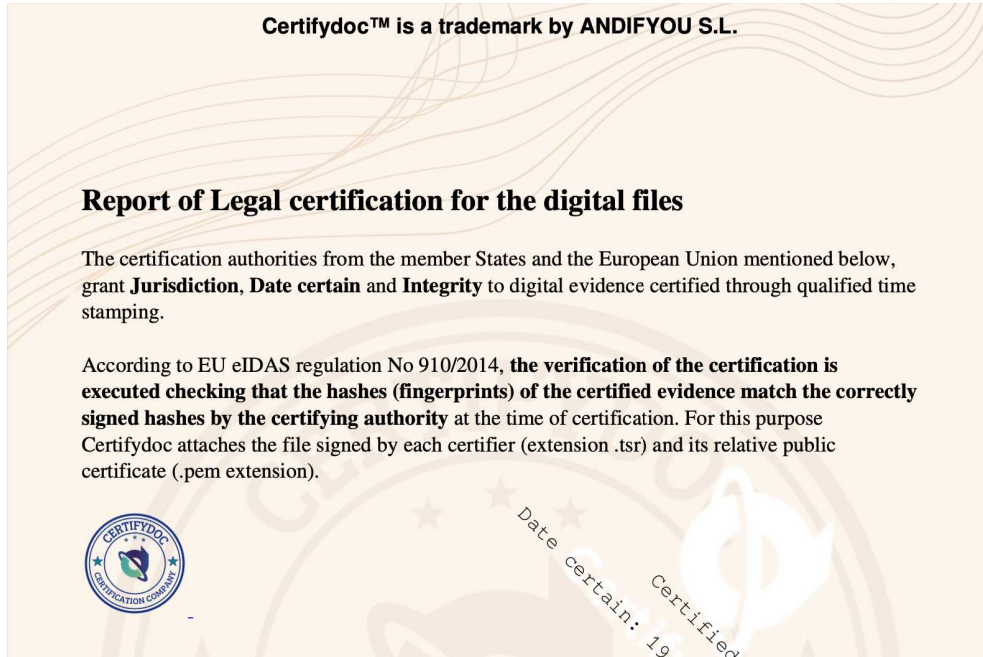 Certifydoc™ is a trademark by ANDIFYOU S.L.
Report of Legal certification for the digital files
The certification authorities from the member States and the European Union mentioned below,
grant Jurisdiction, Date certain and Integrity to digital evidence certified through qualified time
stamping.
According to EU eIDAS regulation No 910/2014, the verification of the certification is
executed checking that the hashes (fingerprints) of the certified evidence match the correctly
signed hashes by the certifying authority at the time of certification. For this purpose
Certifydoc attaches the file signed by each certifier (extension .tsr) and its relative public
certificate (.pem extension).
CERTIFYDOC
CERTIFICATION COMPANY
Date certain: 19
Certified